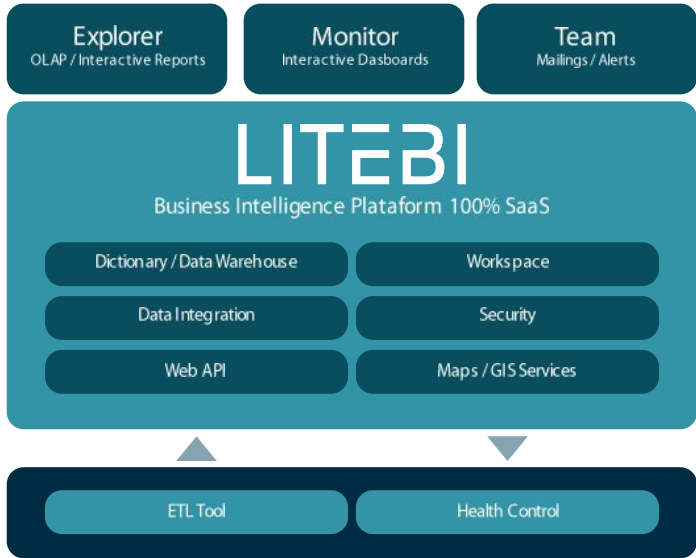 Explorer
OLAP / Interactive Reports
Monitor
Interactive Dasboards
Team
Mailings / Alerts
LITEBI
Business Intelligence Plataform 100% SaaS
Dictionary / Data Warehouse
Workspace
Data Integration
Security
Web API
Maps / GIS Services
ETL Tool
Health Control